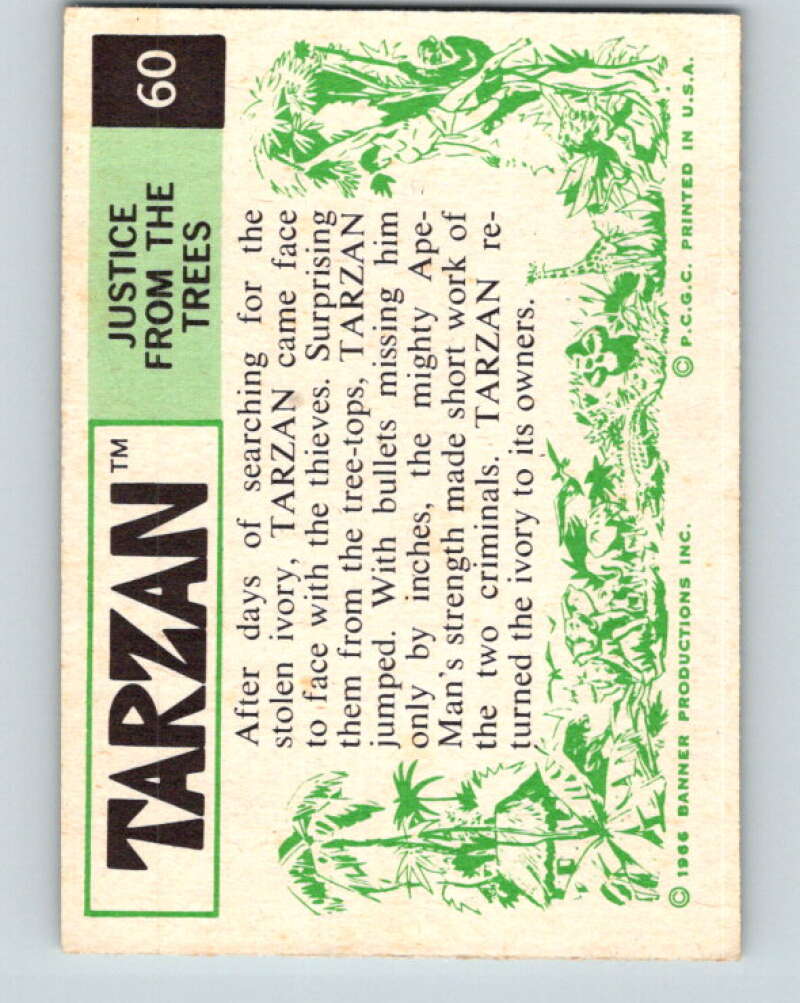 TARZAN™
JUSTICE
FROM THE
TREES
60
After days of searching for the
stolen ivory, TARZAN came face
to face with the thieves. Surprising
them from the tree-tops, TARZAN
jumped. With bullets missing him
only by inches, the mighty Ape-
Man's strength made short work of
the two criminals. TARZAN re-
turned the ivory to its owners.
© 1966 BANNER PRODUCTIONS INC.
© P.C.G.C. PRINTED IN U.S.A.